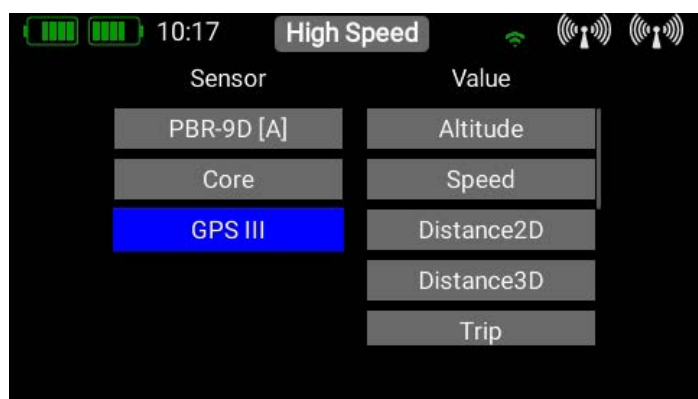 10:17 High Speed
Sensor Value
PBR-9D [A] Altitude
Core Speed
GPS III Distance2D
Distance3D
Trip